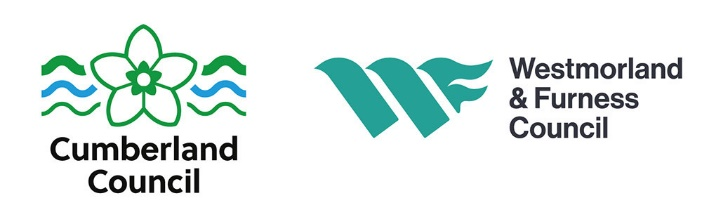 Cumberland
Council
Westmorland
& Furness
Council